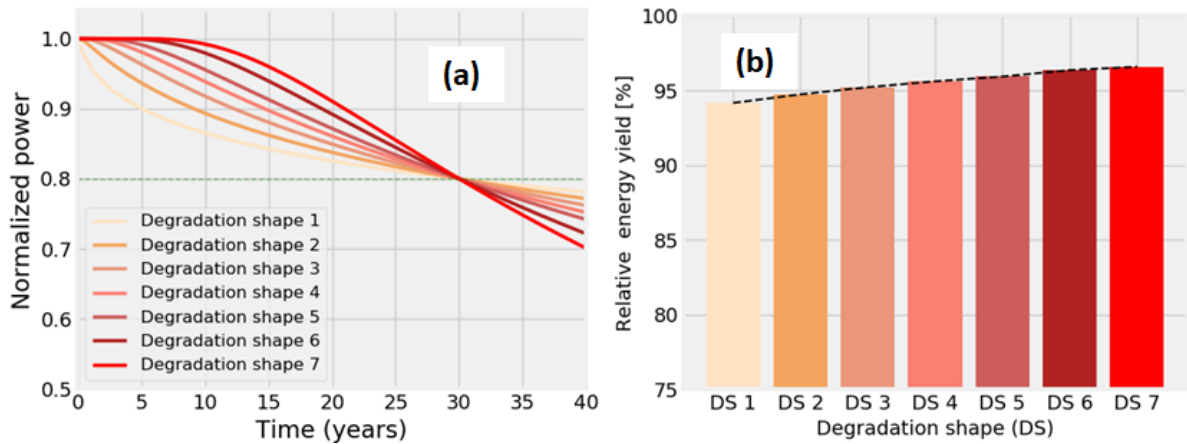 (a)
Normalized power
1.0
0.9
0.8
0.7
0.6
0.5
Degradation shape 1
Degradation shape 2
Degradation shape 3
Degradation shape 4
Degradation shape 5
Degradation shape 6
Degradation shape 7
0 5 10 15 20 25 30 35 40
Time (years)
(b)
Relative energy yield [%]
100
95
90
85
80
75
DS 1 DS 2 DS 3 DS 4 DS 5 DS 6 DS 7
Degradation shape (DS)